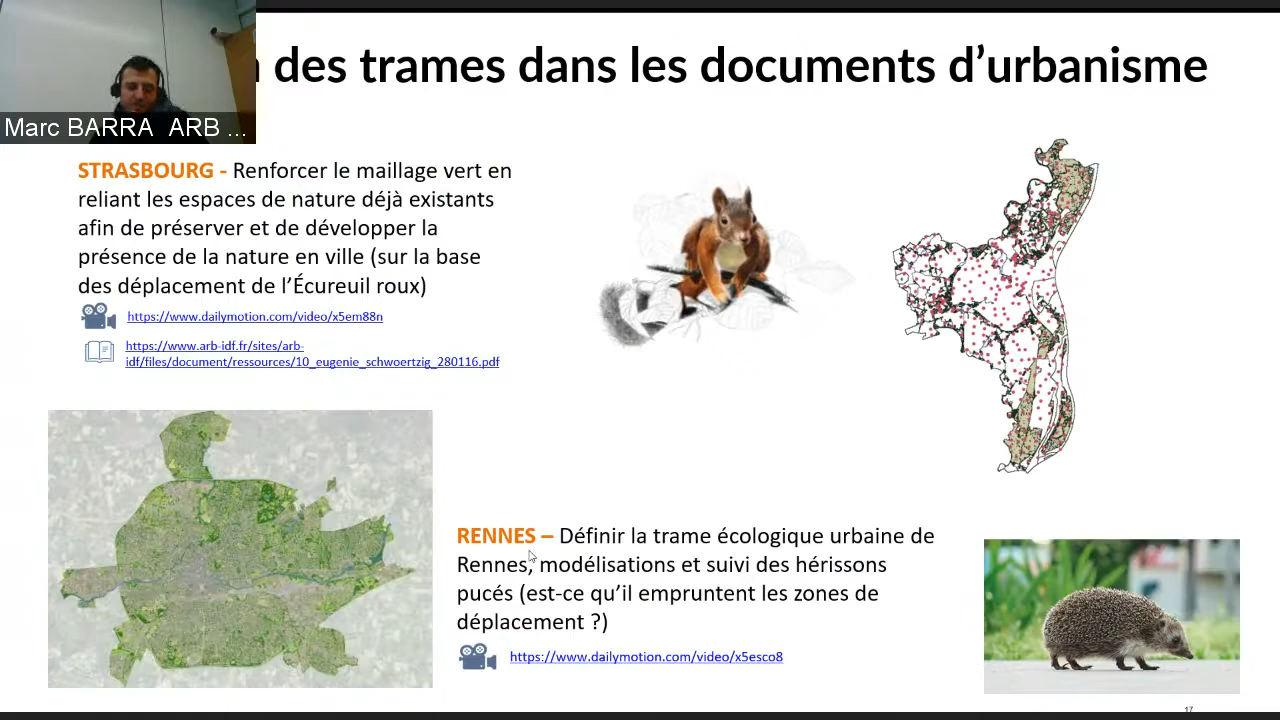 des trames dans les documents d’urbanisme
Marc BARRA ARB ...
STRASBOURG - Renforcer le maillage vert en
reliant les espaces de nature déjà existants
afin de préserver et de développer la
présence de la nature en ville (sur la base
des déplacement de l’Écureuil roux)
https://www.dailymotion.com/video/x5em88n
https://www.arb-idf.fr/sites/arb-
idf/files/document/ressources/10_eugenie_schwoertzig_280116.pdf
RENNES – Définir la trame écologique urbaine de
Rennes, modélisations et suivi des hérissons
pucés (est-ce qu’il empruntent les zones de
déplacement ?)
https://www.dailymotion.com/video/x5esco8
17